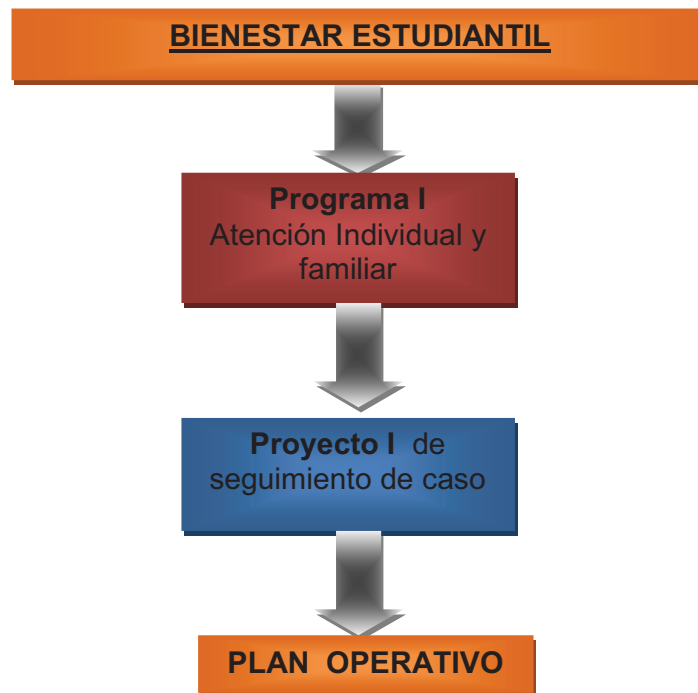 BIENESTAR ESTUDIANTIL
Programa I
Atención Individual y
familiar
Proyecto I de
seguimiento de caso
PLAN OPERATIVO